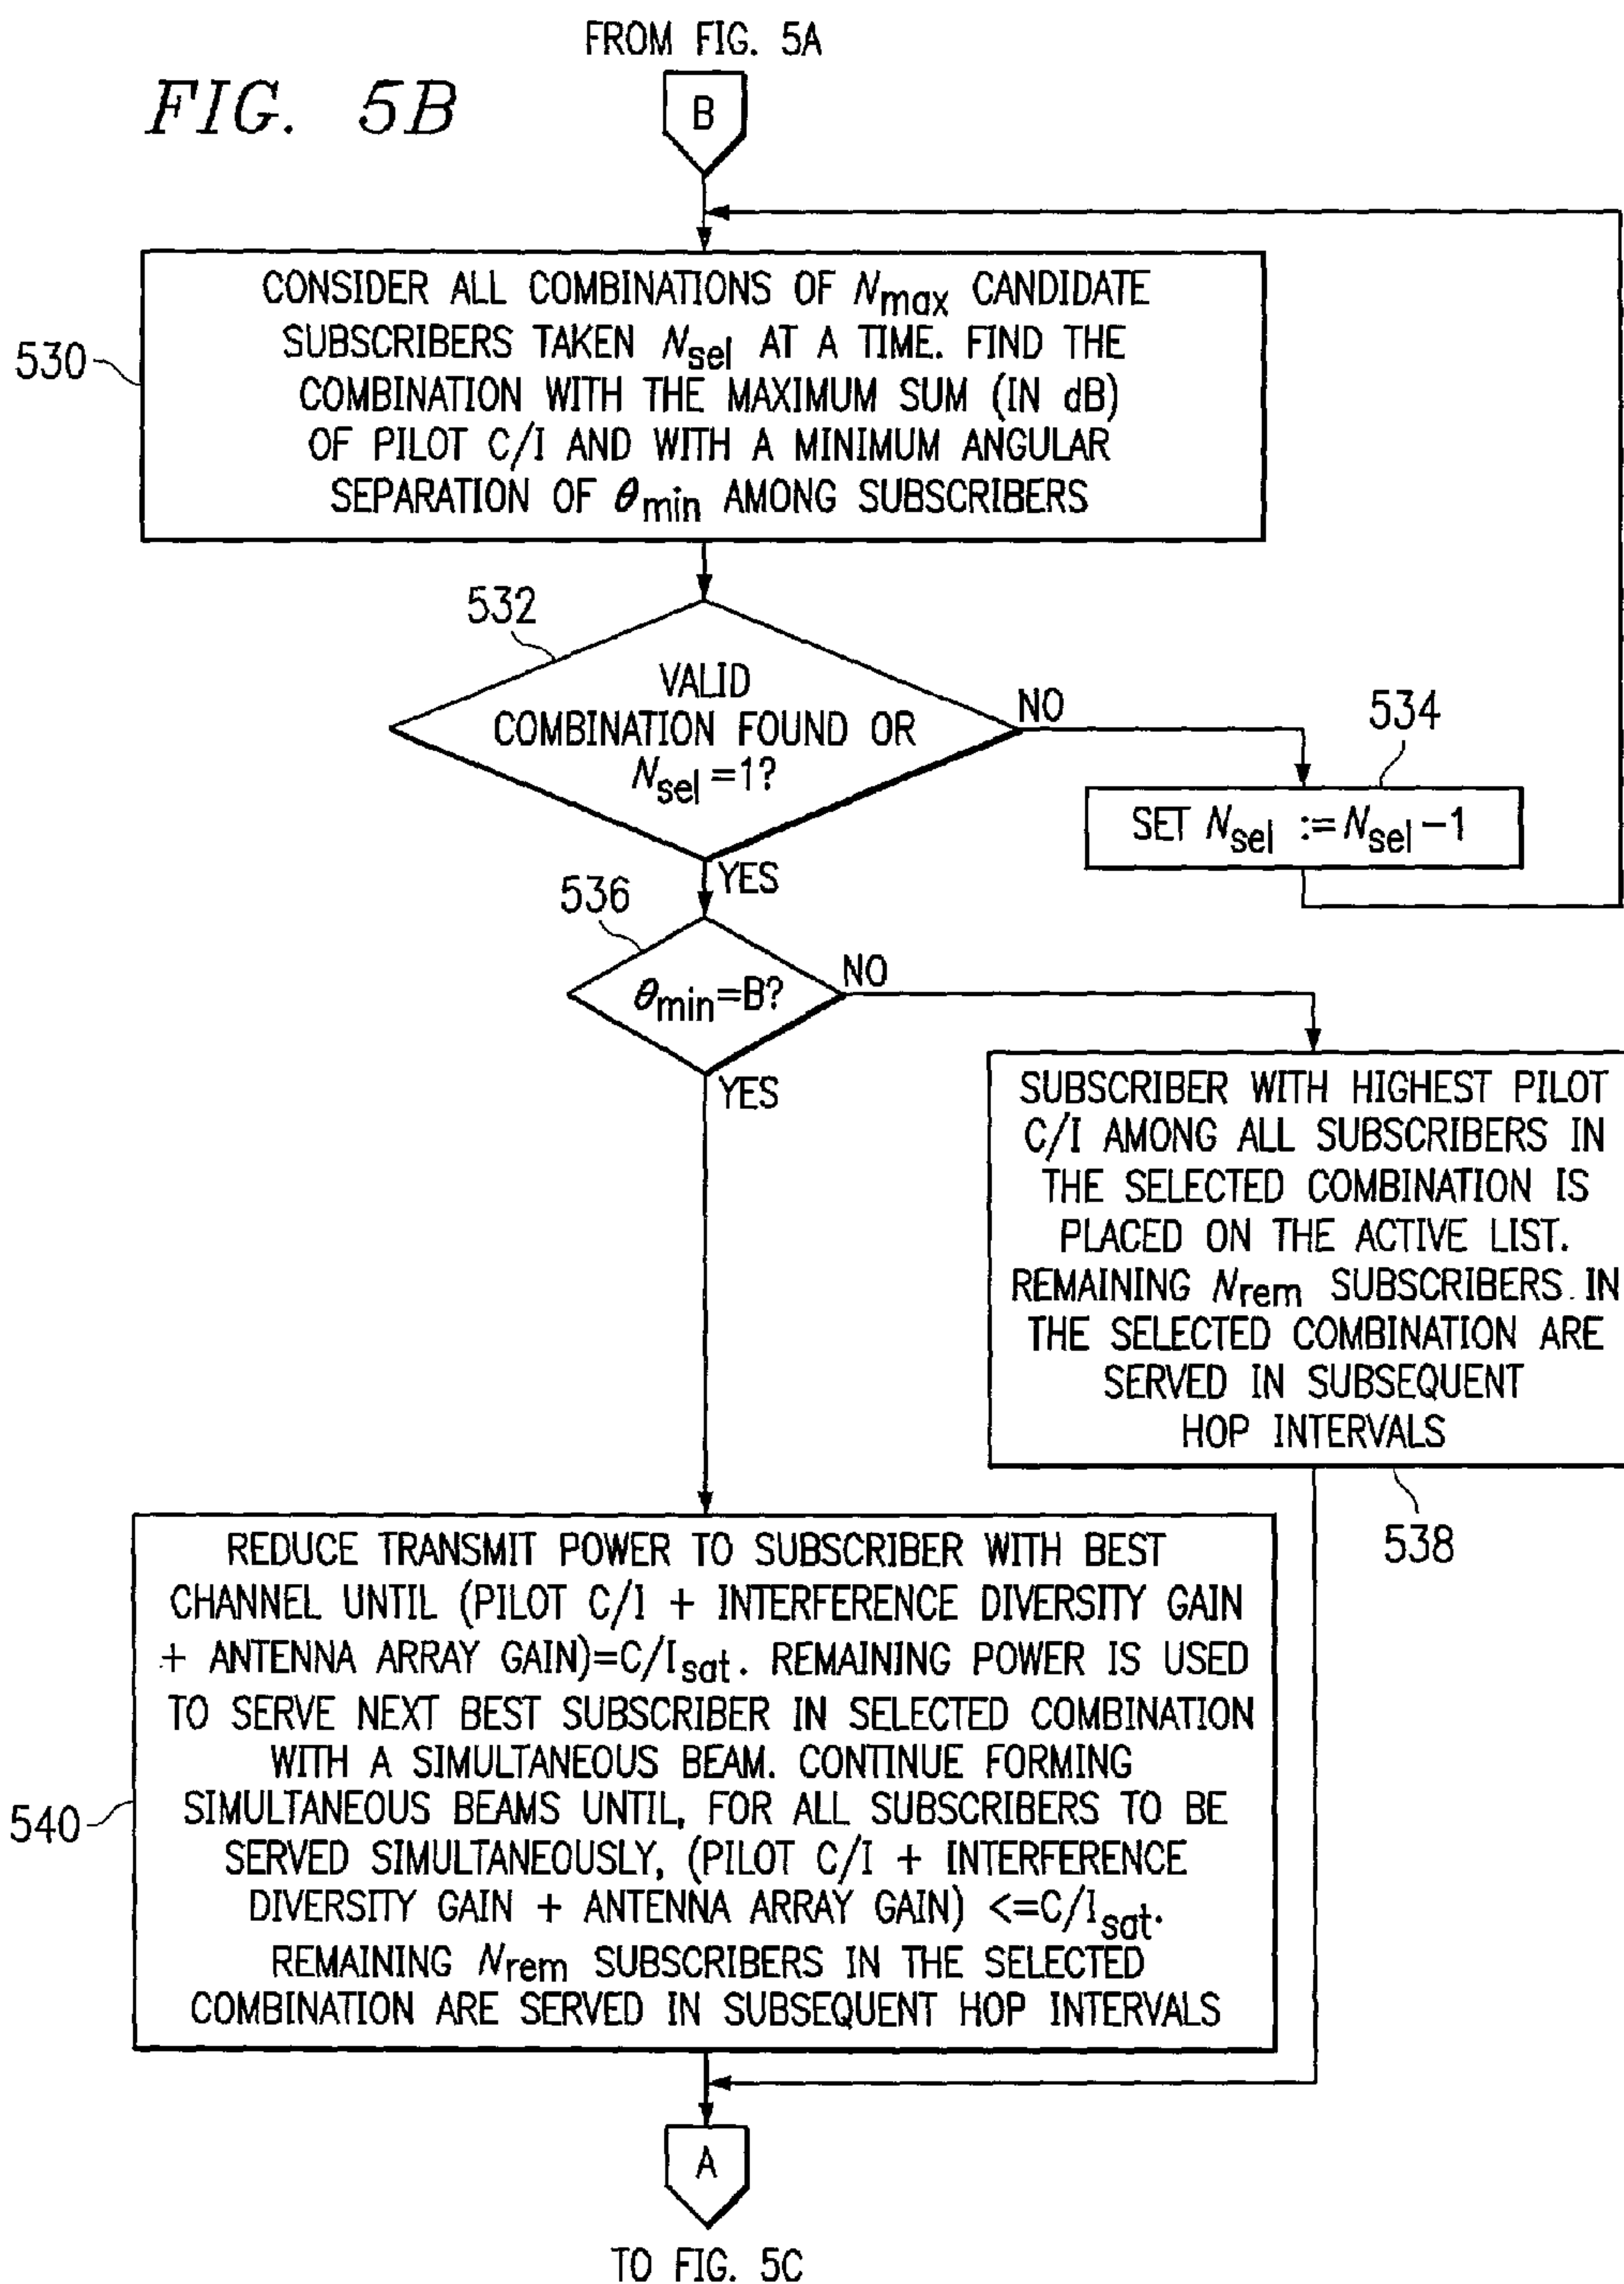 FROM FIG. 5A
FIG. 5B
B
CONSIDER ALL COMBINATIONS OF Nmax CANDIDATE
SUBSCRIBERS TAKEN Nsel AT A TIME. FIND THE
COMBINATION WITH THE MAXIMUM SUM (IN dB)
OF PILOT C/I AND WITH A MINIMUM ANGULAR
SEPARATION OF θmin AMONG SUBSCRIBERS
530
532
VALID
COMBINATION FOUND OR
Nsel=1?
NO
534
SET Nsel :=Nsel-1
YES
536
θmin=B?
NO
YES
SUBSCRIBER WITH HIGHEST PILOT
C/I AMONG ALL SUBSCRIBERS IN
THE SELECTED COMBINATION IS
PLACED ON THE ACTIVE LIST.
REMAINING Nrem SUBSCRIBERS IN
THE SELECTED COMBINATION ARE
SERVED IN SUBSEQUENT
HOP INTERVALS
538
REDUCE TRANSMIT POWER TO SUBSCRIBER WITH BEST
CHANNEL UNTIL (PILOT C/I + INTERFERENCE DIVERSITY GAIN
+ ANTENNA ARRAY GAIN)=C/Isat. REMAINING POWER IS USED
TO SERVE NEXT BEST SUBSCRIBER IN SELECTED COMBINATION
WITH A SIMULTANEOUS BEAM. CONTINUE FORMING
SIMULTANEOUS BEAMS UNTIL, FOR ALL SUBSCRIBERS TO BE
SERVED SIMULTANEOUSLY, (PILOT C/I + INTERFERENCE
DIVERSITY GAIN + ANTENNA ARRAY GAIN) <=C/Isat.
REMAINING Nrem SUBSCRIBERS IN THE SELECTED
COMBINATION ARE SERVED IN SUBSEQUENT HOP INTERVALS
540
A
TO FIG. 5C